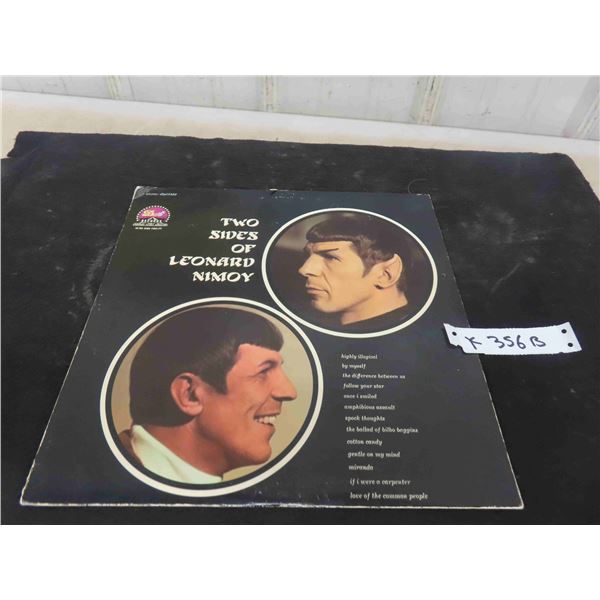 TWO
SIDES
OF
LEONARD
NIMOY
highly illogical
by myself
the difference between us
follow your star
once i smiled
amphibious assault
spock thoughts
the ballad of bilbo baggins
cotton candy
gentle on my mind
miranda
if i were a carpenter
love of the common people
K 356B